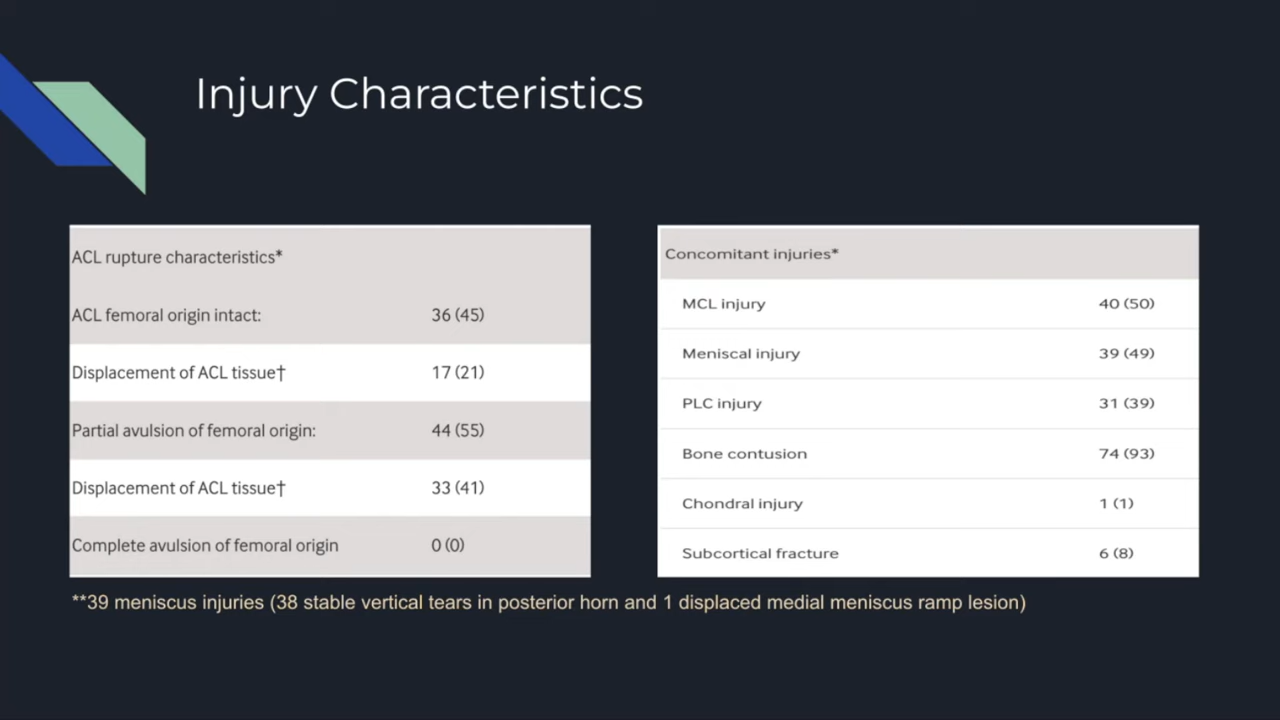 Injury Characteristics
ACL rupture characteristics*
ACL femoral origin intact: 36 (45)
Displacement of ACL tissue† 17 (21)
Partial avulsion of femoral origin: 44 (55)
Displacement of ACL tissue† 33 (41)
Complete avulsion of femoral origin 0 (0)
Concomitant injuries*
MCL injury 40 (50)
Meniscal injury 39 (49)
PLC injury 31 (39)
Bone contusion 74 (93)
Chondral injury 1 (1)
Subcortical fracture 6 (8)
**39 meniscus injuries (38 stable vertical tears in posterior horn and 1 displaced medial meniscus ramp lesion)